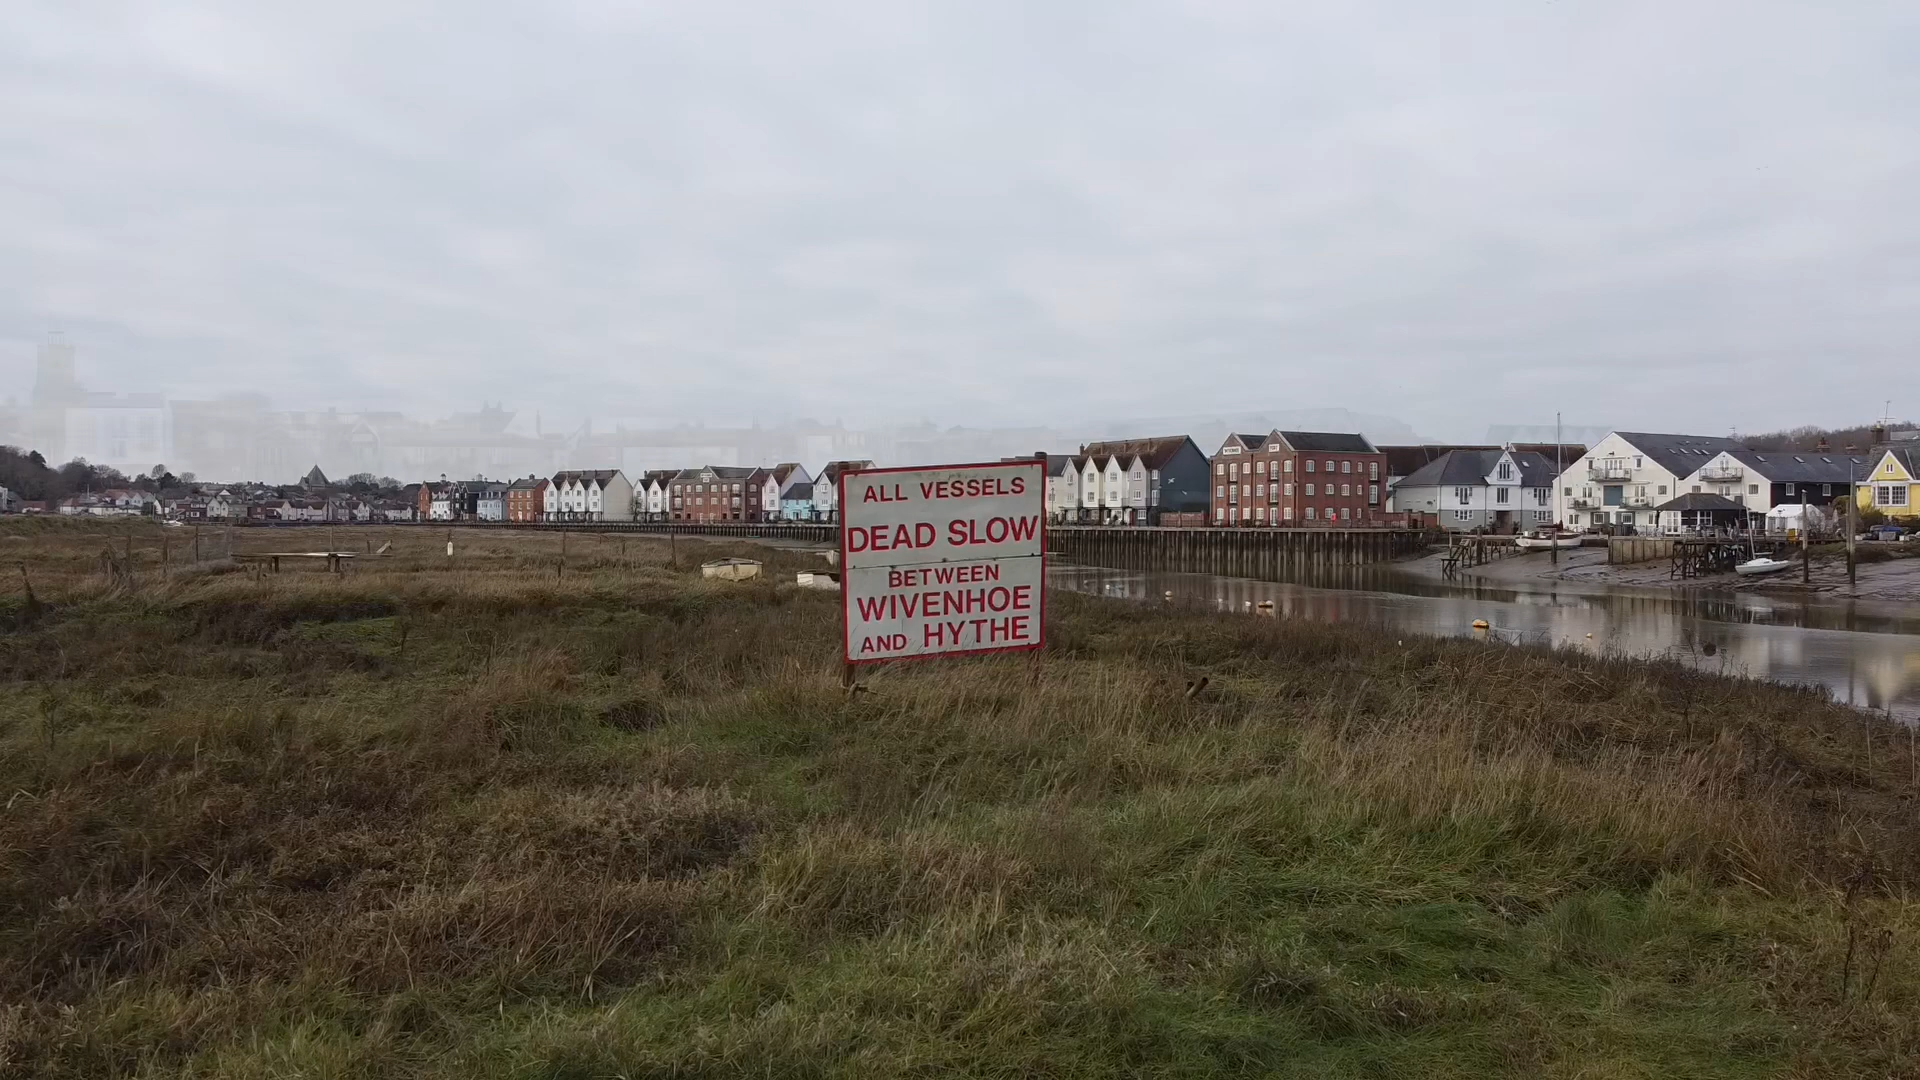 ALL VESSELS
DEAD SLOW
BETWEEN
WIVENHOE
AND HYTHE